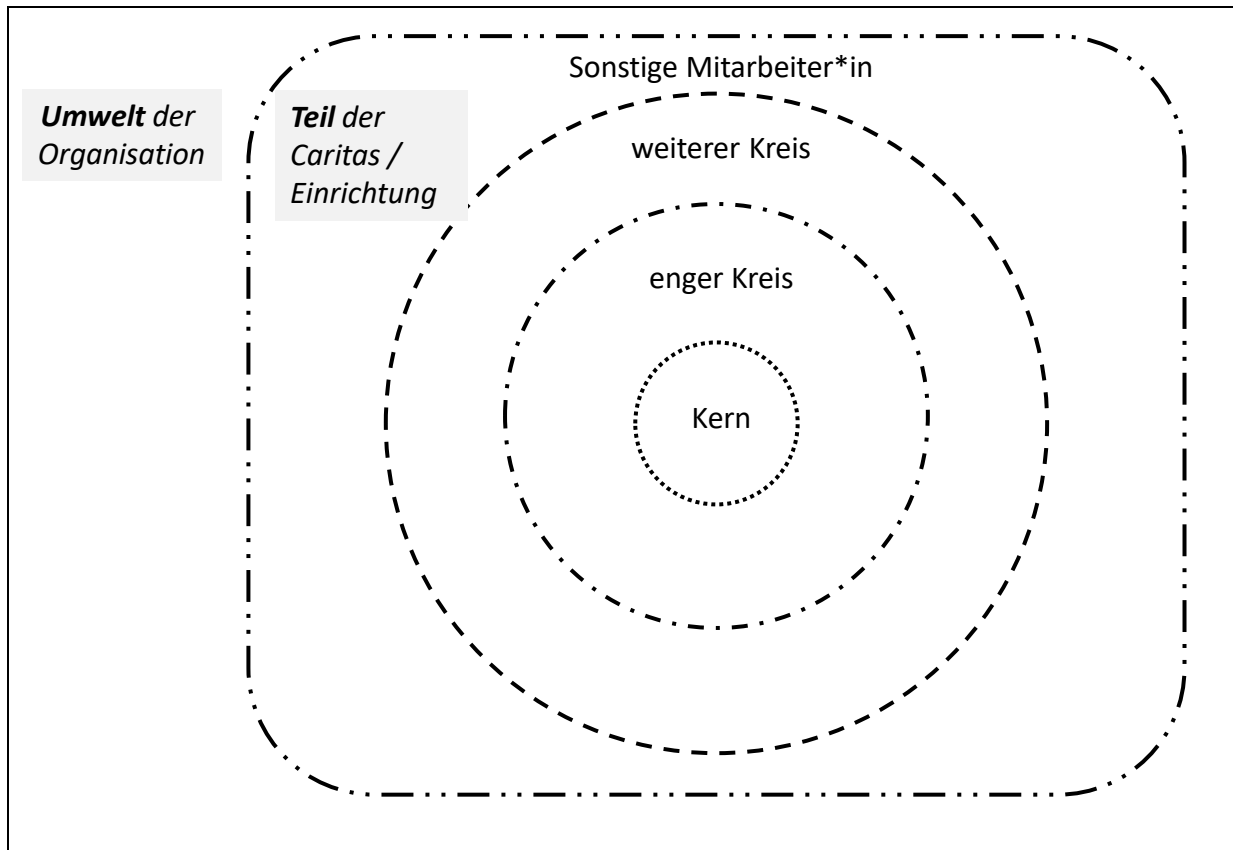 Sonstige Mitarbeiter*in
Umwelt der
Organisation
Teil der
Caritas /
Einrichtung
weiterer Kreis
enger Kreis
Kern